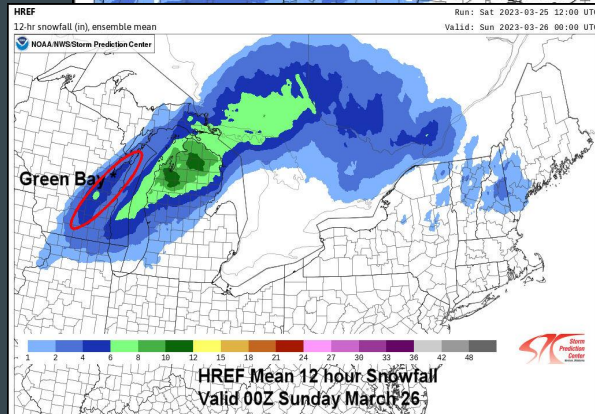 HREF
Run: Sat 2023-03-25 12:00 UTC
12-hr snowfall (in), ensemble mean
Valid: Sun 2023-03-26 00:00 UTC
NOAA/NWS/Storm Prediction Center
Green Bay*
1 2 4 6 8 10 12 15 18 21 24 27 30 33 36 42 48
Storm
Prediction
Center
HREF Mean 12 hour Snowfall
Valid 00Z Sunday March 26